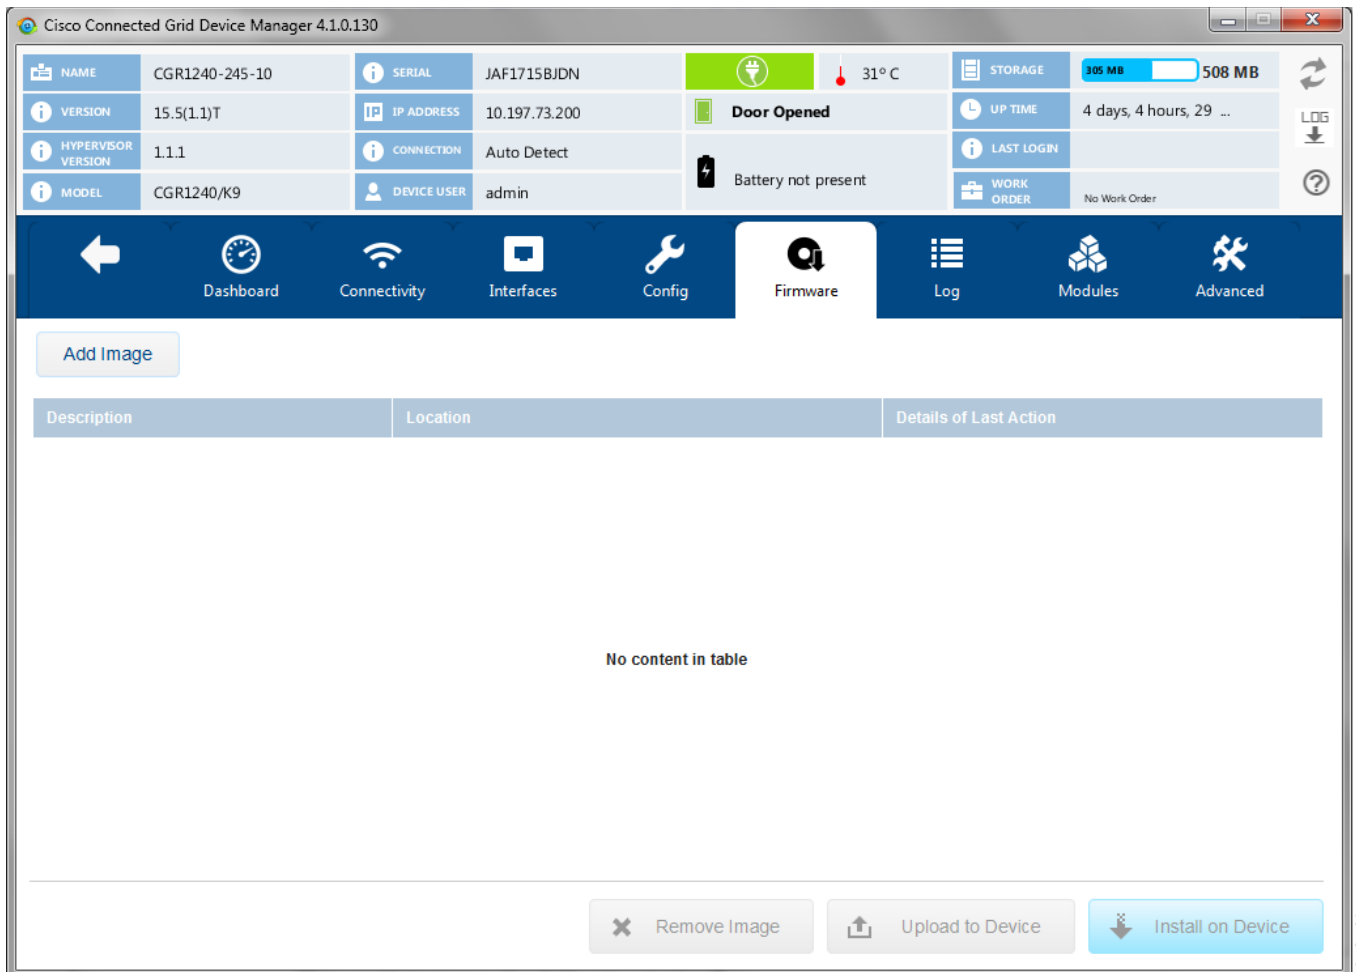 Cisco Connected Grid Device Manager 4.1.0.130
NAME CGR1240-245-10 SERIAL JAF1715BJDN 31° C STORAGE 305 MB 508 MB
VERSION 15.5(1.1)T IP IP ADDRESS 10.197.73.200 Door Opened UP TIME 4 days, 4 hours, 29 ...
LOG
HYPERVISOR
VERSION 1.1.1 CONNECTION Auto Detect Battery not present LAST LOGIN
MODEL CGR1240/K9 DEVICE USER admin WORK
ORDER No Work Order
Dashboard Connectivity Interfaces Config Firmware Log Modules Advanced
Add Image
Description Location Details of Last Action
No content in table
Remove Image Upload to Device Install on Device